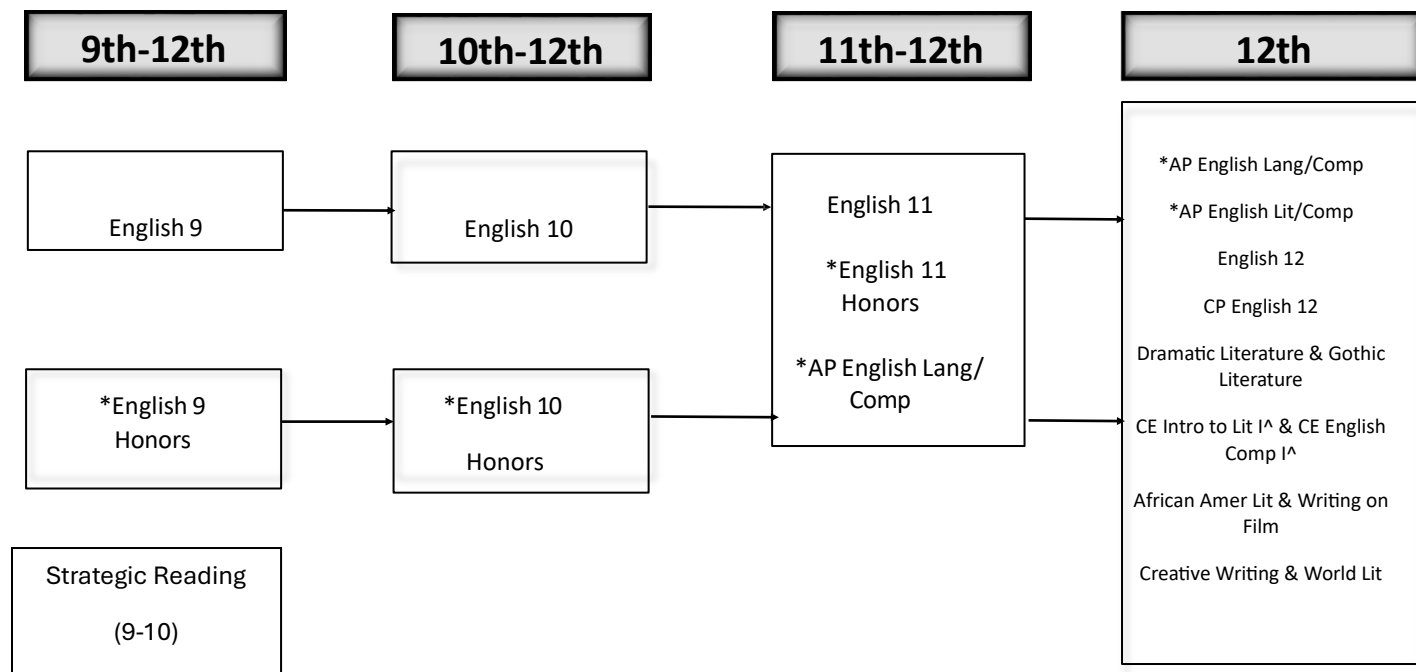 9th-12th
10th-12th
11th-12th
12th
English 9
English 10
English 11
*English 11
Honors
*AP English Lang/
Comp
*English 9
Honors
*English 10
Honors
*AP English Lang/Comp
*AP English Lit/Comp
English 12
CP English 12
Dramatic Literature & Gothic
Literature
CE Intro to Lit I^ & CE English
Comp I^
African Amer Lit & Writing on
Film
Creative Writing & World Lit
Strategic Reading
(9-10)